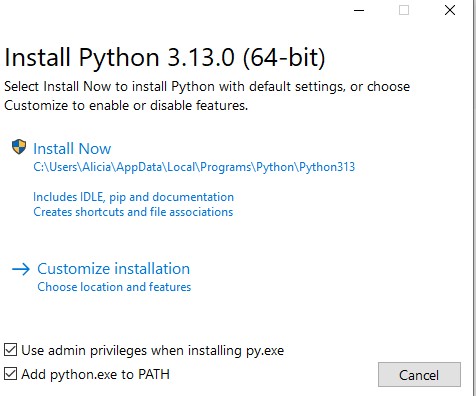 Install Python 3.13.0 (64-bit)
Select Install Now to install Python with default settings, or choose
Customize to enable or disable features.
Install Now
C:\Users\Alicia\AppData\Local\Programs\Python\Python313
Includes IDLE, pip and documentation
Creates shortcuts and file associations
Customize installation
Choose location and features
Use admin privileges when installing py.exe
Add python.exe to PATH
Cancel